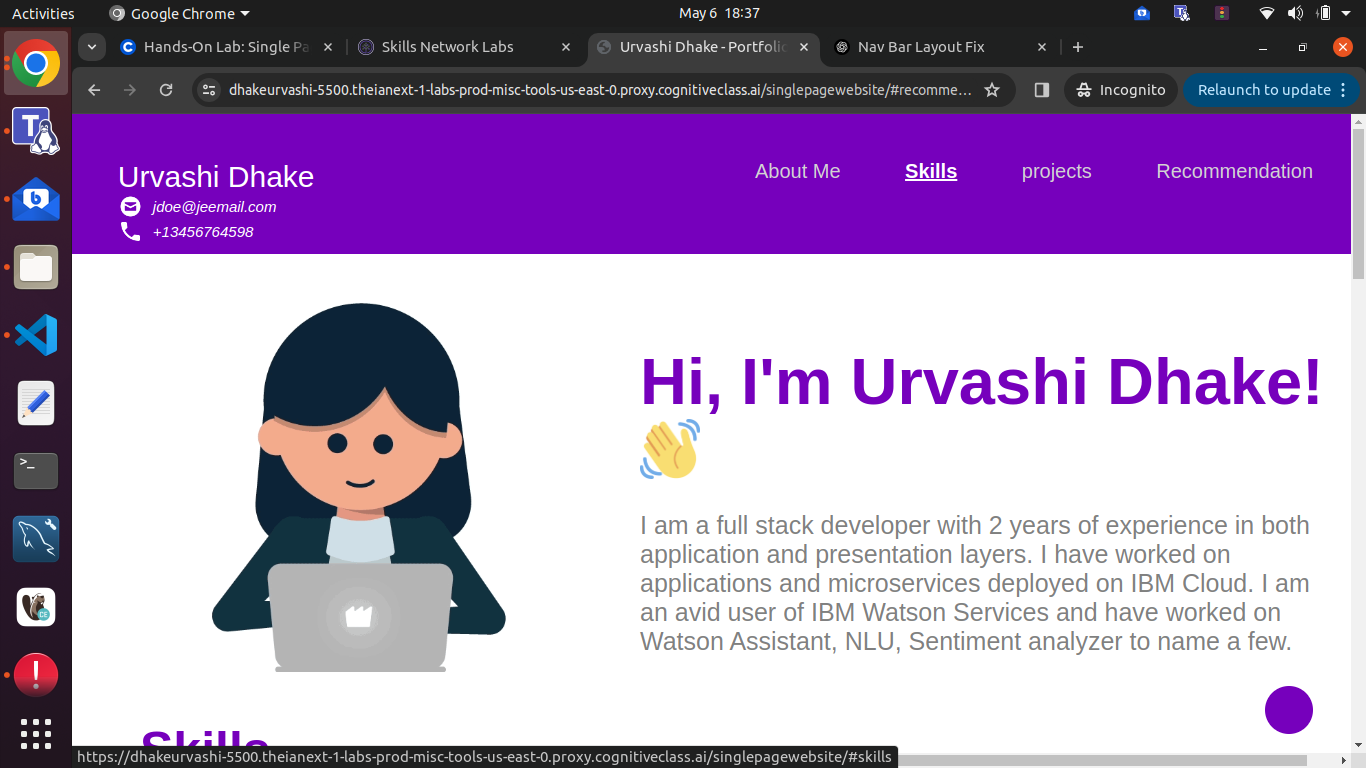 Activities
Google Chrome
May 6 18:37
Hands-On Lab: Single Pa
Skills Network Labs
Urvashi Dhake - Portfolio
Nav Bar Layout Fix
dhakeurvashi-5500.theianext-1-labs-prod-misc-tools-us-east-0.proxy.cognitiveclass.ai/singlepagewebsite/#recomme...
Incognito
Relaunch to update
Urvashi Dhake
jdoe@jeemail.com
+13456764598
About Me
Skills
projects
Recommendation
Hi, I'm Urvashi Dhake!
I am a full stack developer with 2 years of experience in both
application and presentation layers. I have worked on
applications and microservices deployed on IBM Cloud. I am
an avid user of IBM Watson Services and have worked on
Watson Assistant, NLU, Sentiment analyzer to name a few.
Skills
https://dhakeurvashi-5500.theianext-1-labs-prod-misc-tools-us-east-0.proxy.cognitiveclass.ai/singlepagewebsite/#skills